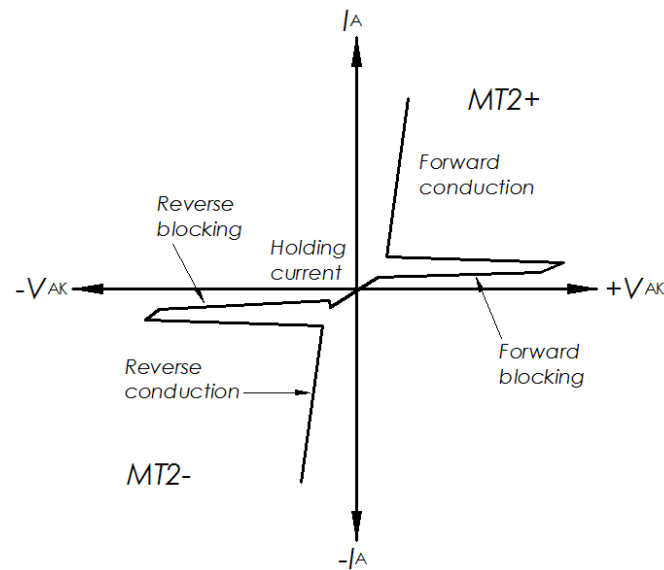 IA
MT2+
Forward
conduction
Reverse
blocking
Holding
current
-VAK
+VAK
Reverse
conduction
Forward
blocking
MT2-
-IA